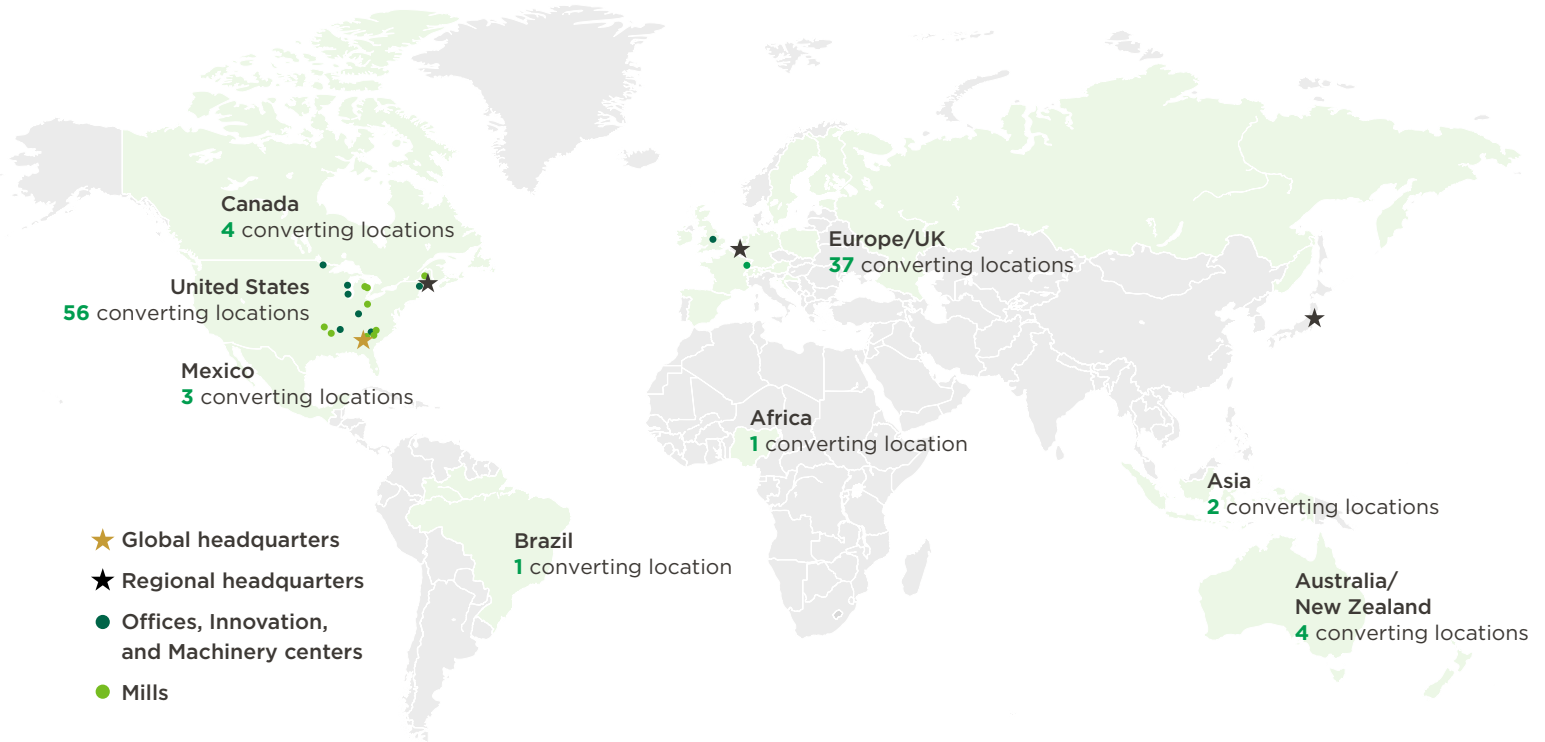 Canada
4 converting locations
United States
56 converting locations
Mexico
3 converting locations
Europe/UK
37 converting locations
Africa
1 converting location
Asia
2 converting locations
Brazil
1 converting location
Australia/
New Zealand
4 converting locations
Global headquarters
Regional headquarters
Offices, Innovation,
and Machinery centers
Mills